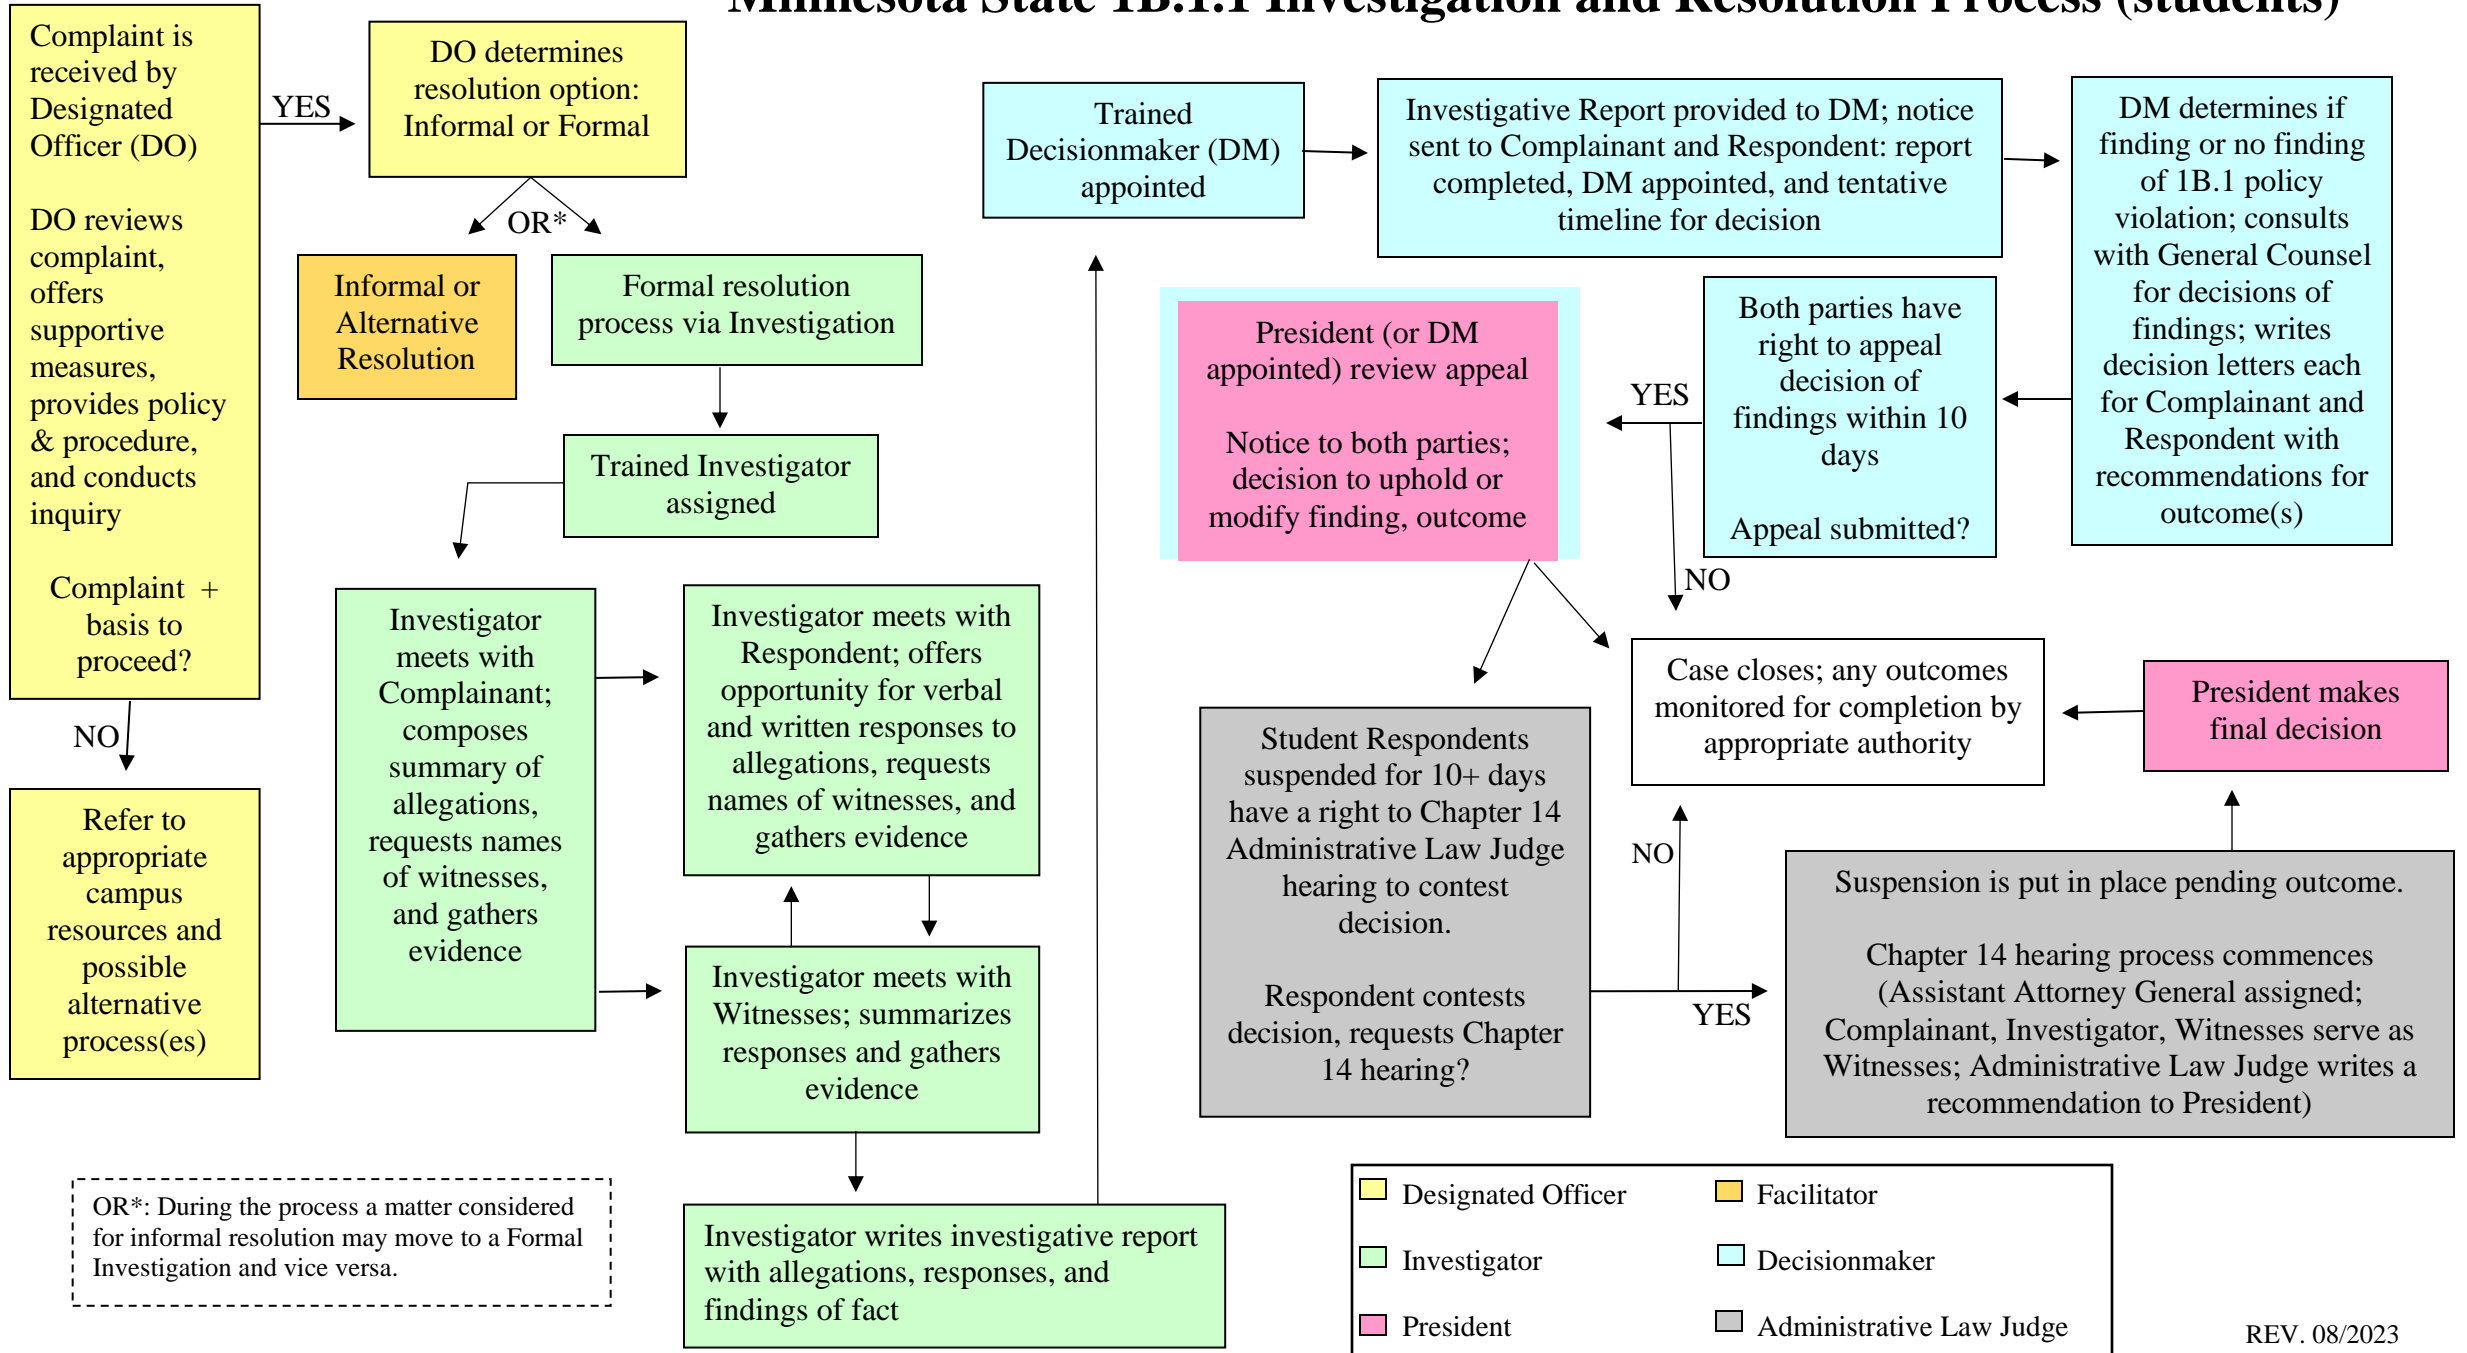 Minnesota State 1B.1.1 Investigation and Resolution Process (students)
Complaint is
received by
Designated
Officer (DO)
DO reviews
complaint,
offers
supportive
measures,
provides policy
& procedure,
and conducts
inquiry
Complaint +
basis to
proceed?
YES
NO
Refer to
appropriate
campus
resources and
possible
alternative
process(es)
DO determines
resolution option:
Informal or Formal
OR*
Informal or
Alternative
Resolution
Formal resolution
process via Investigation
Trained Investigator
assigned
Investigator
meets with
Complainant;
composes
summary of
allegations,
requests names
of witnesses,
and gathers
evidence
Investigator meets with
Respondent; offers
opportunity for verbal
and written responses to
allegations, requests
names of witnesses, and
gathers evidence
Investigator meets with
Witnesses; summarizes
responses and gathers
evidence
Investigator writes investigative report
with allegations, responses, and
findings of fact
OR*: During the process a matter considered
for informal resolution may move to a Formal
Investigation and vice versa.
Trained
Decisionmaker (DM)
appointed
Investigative Report provided to DM; notice
sent to Complainant and Respondent: report
completed, DM appointed, and tentative
timeline for decision
DM determines if
finding or no finding
of 1B.1 policy
violation; consults
with General Counsel
for decisions of
findings; writes
decision letters each
for Complainant and
Respondent with
recommendations for
outcome(s)
Both parties have
right to appeal
decision of
findings within 10
days
Appeal submitted?
YES
NO
President (or DM
appointed) review appeal
Notice to both parties;
decision to uphold or
modify finding, outcome
Case closes; any outcomes
monitored for completion by
appropriate authority
President makes
final decision
Student Respondents
suspended for 10+ days
have a right to Chapter 14
Administrative Law Judge
hearing to contest
decision.
Respondent contests
decision, requests Chapter
14 hearing?
NO
YES
Suspension is put in place pending outcome.
Chapter 14 hearing process commences
(Assistant Attorney General assigned;
Complainant, Investigator, Witnesses serve as
Witnesses; Administrative Law Judge writes a
recommendation to President)
Designated Officer
Facilitator
Investigator
Decisionmaker
President
Administrative Law Judge
REV. 08/2023